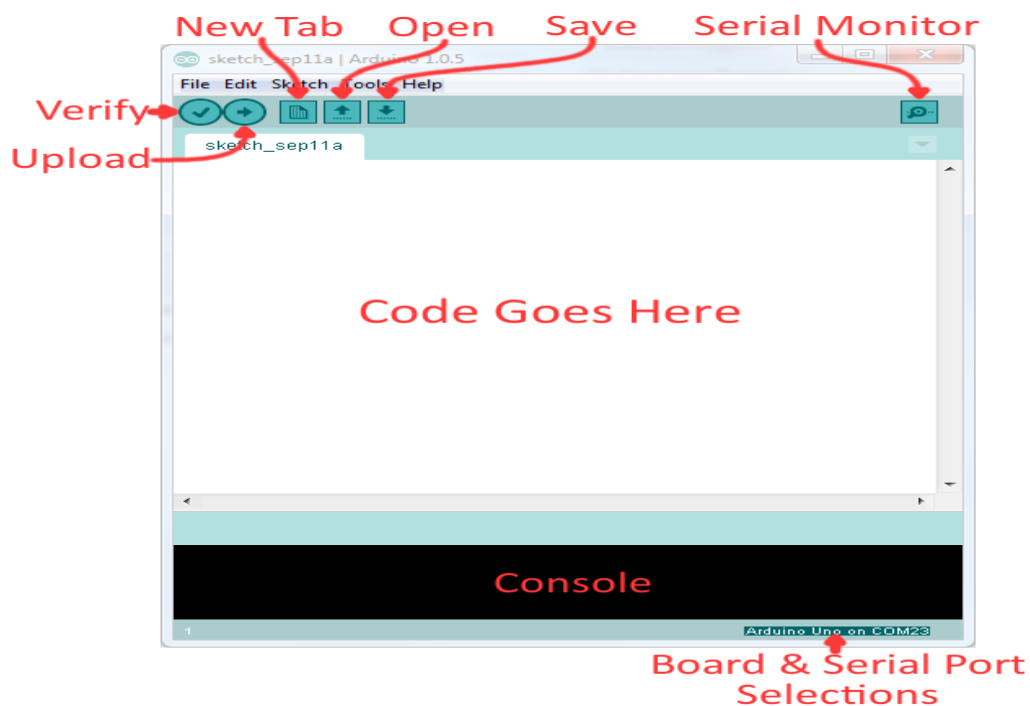 New Tab Open Save Serial Monitor
sketch_sep11a | Arduino 1.0.5
File Edit Sketch Tools Help
Verify
sketch_sep11a
Upload
Code Goes Here
Console
1 Arduino Uno on COM23
Board & Serial Port
Selections